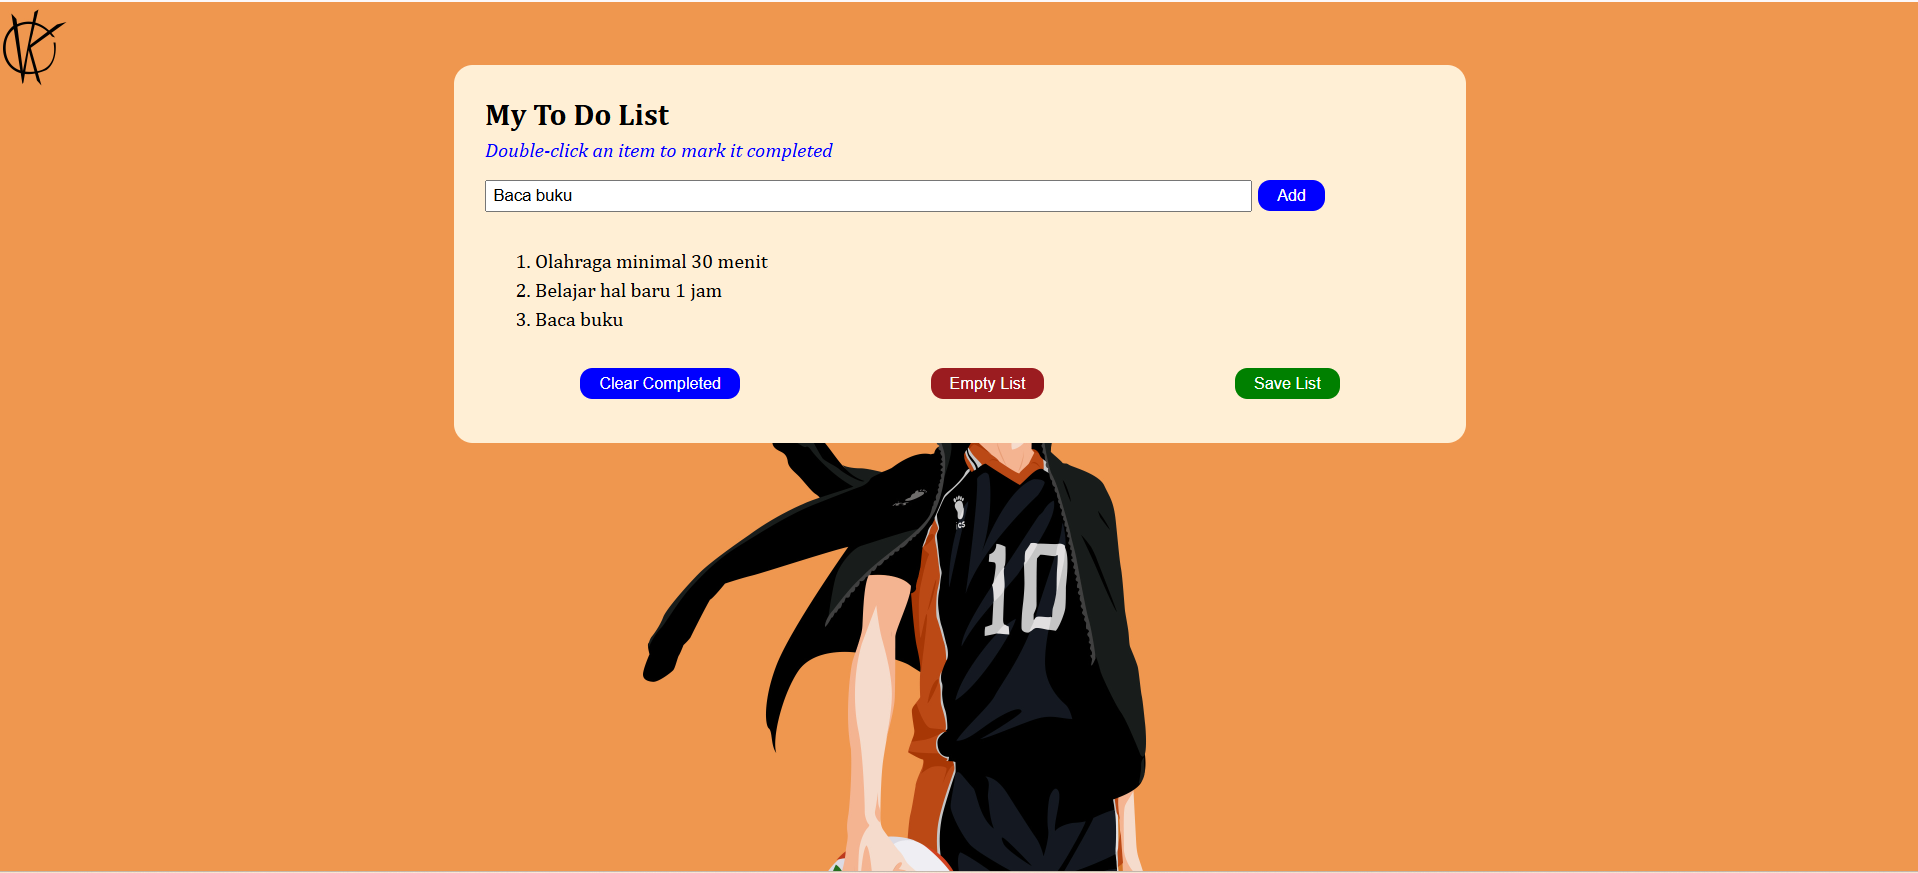 My To Do List
Double-click an item to mark it completed
Baca buku
Add
1. Olahraga minimal 30 menit
2. Belajar hal baru 1 jam
3. Baca buku
Clear Completed
Empty List
Save List
10